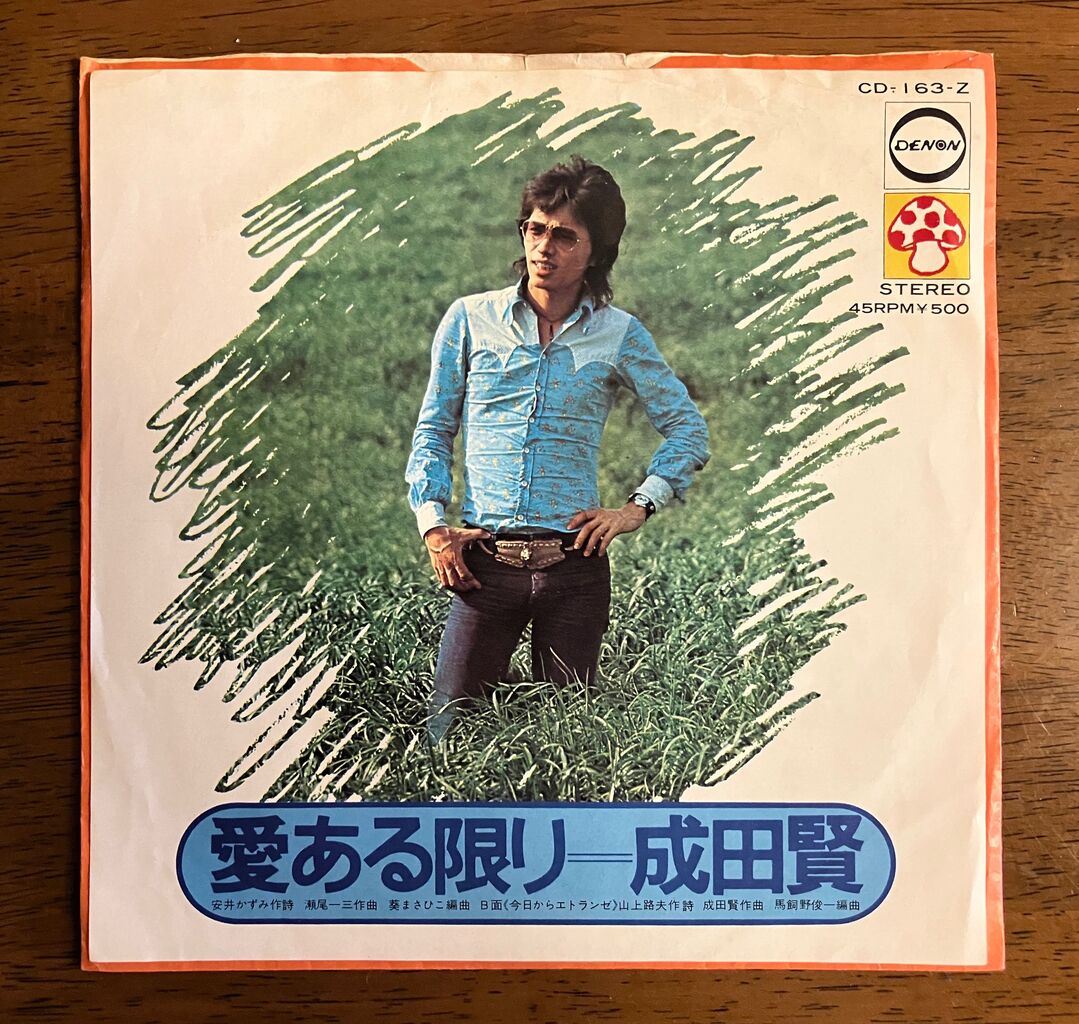 CD-163-Z
DENON
STEREO
45RPM¥500
愛ある限り＝成田賢
安井かずみ作詩 瀬尾一三作曲 葵まさひこ編曲 B面《今日からエトランゼ》山上路夫作詩 成田賢作曲 馬飼野俊一編曲